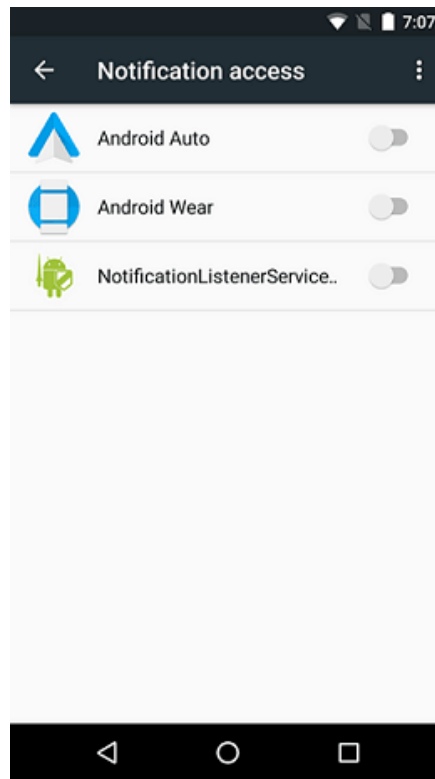 7:07
Notification access
Android Auto
Android Wear
NotificationListenerService..